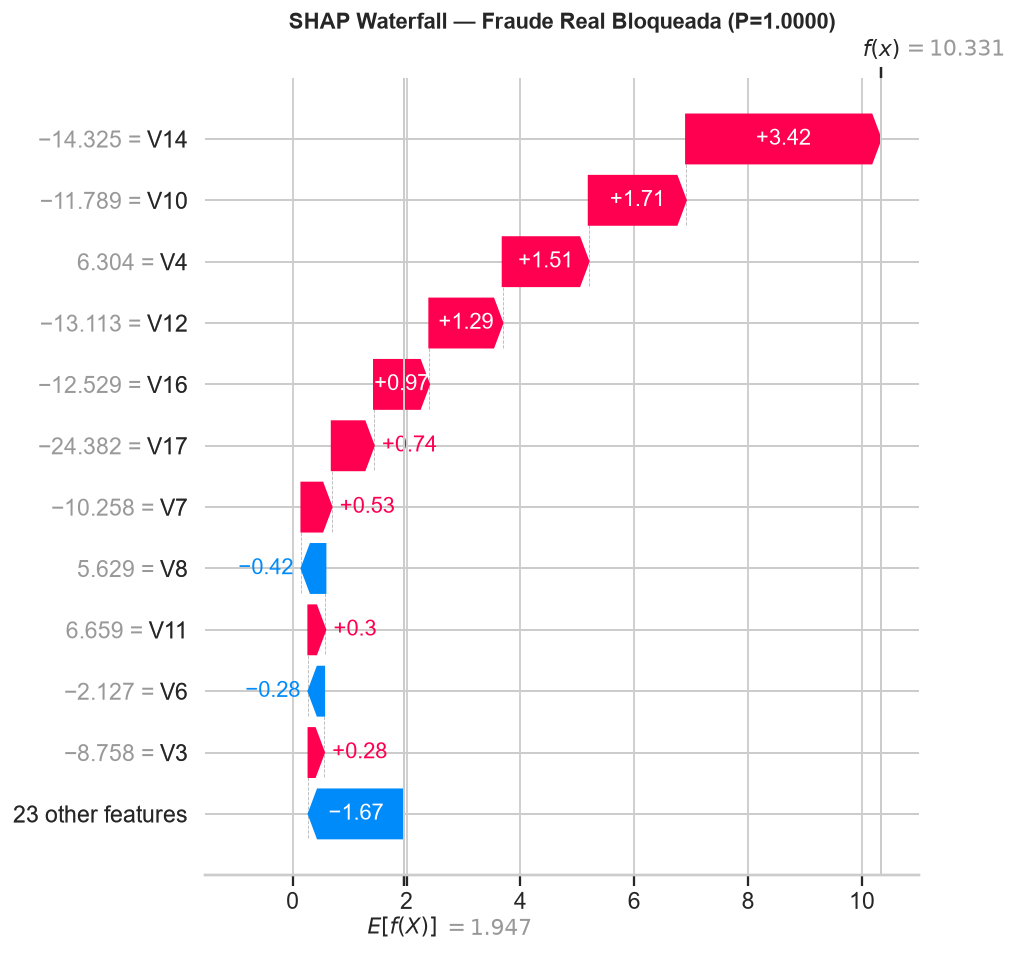 SHAP Waterfall — Fraude Real Bloqueada (P=1.0000)
f(x) = 10.331
−14.325 = V14 +3.42
−11.789 = V10 +1.71
6.304 = V4 +1.51
−13.113 = V12 +1.29
−12.529 = V16 +0.97
−24.382 = V17 +0.74
−10.258 = V7 +0.53
5.629 = V8 −0.42
6.659 = V11 +0.3
−2.127 = V6 −0.28
−8.758 = V3 +0.28
23 other features −1.67
0 2 4 6 8 10
E[f(X)] = 1.947